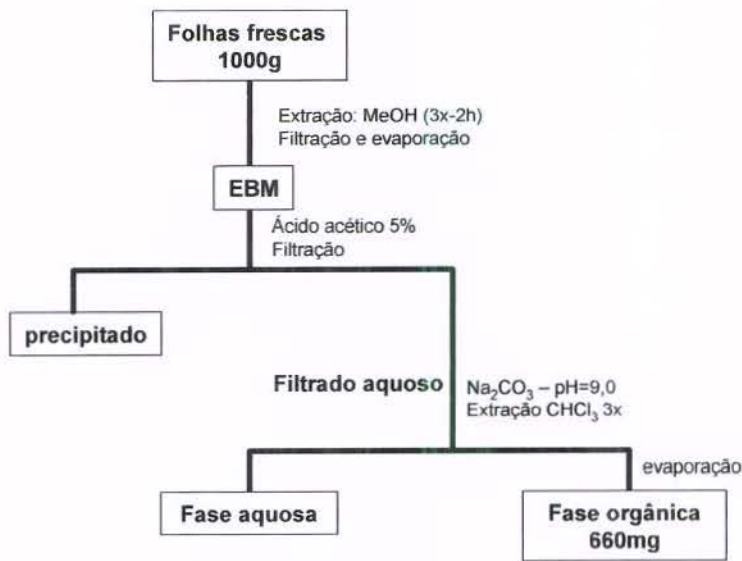 Folhas frescas
1000g
Extração: MeOH (3x-2h)
Filtração e evaporação
EBM
Ácido acético 5%
Filtração
precipitado
Filtrado aquoso
Na₂CO₃ – pH=9,0
Extração CHCl₃ 3x
evaporação
Fase aquosa
Fase orgânica
660mg